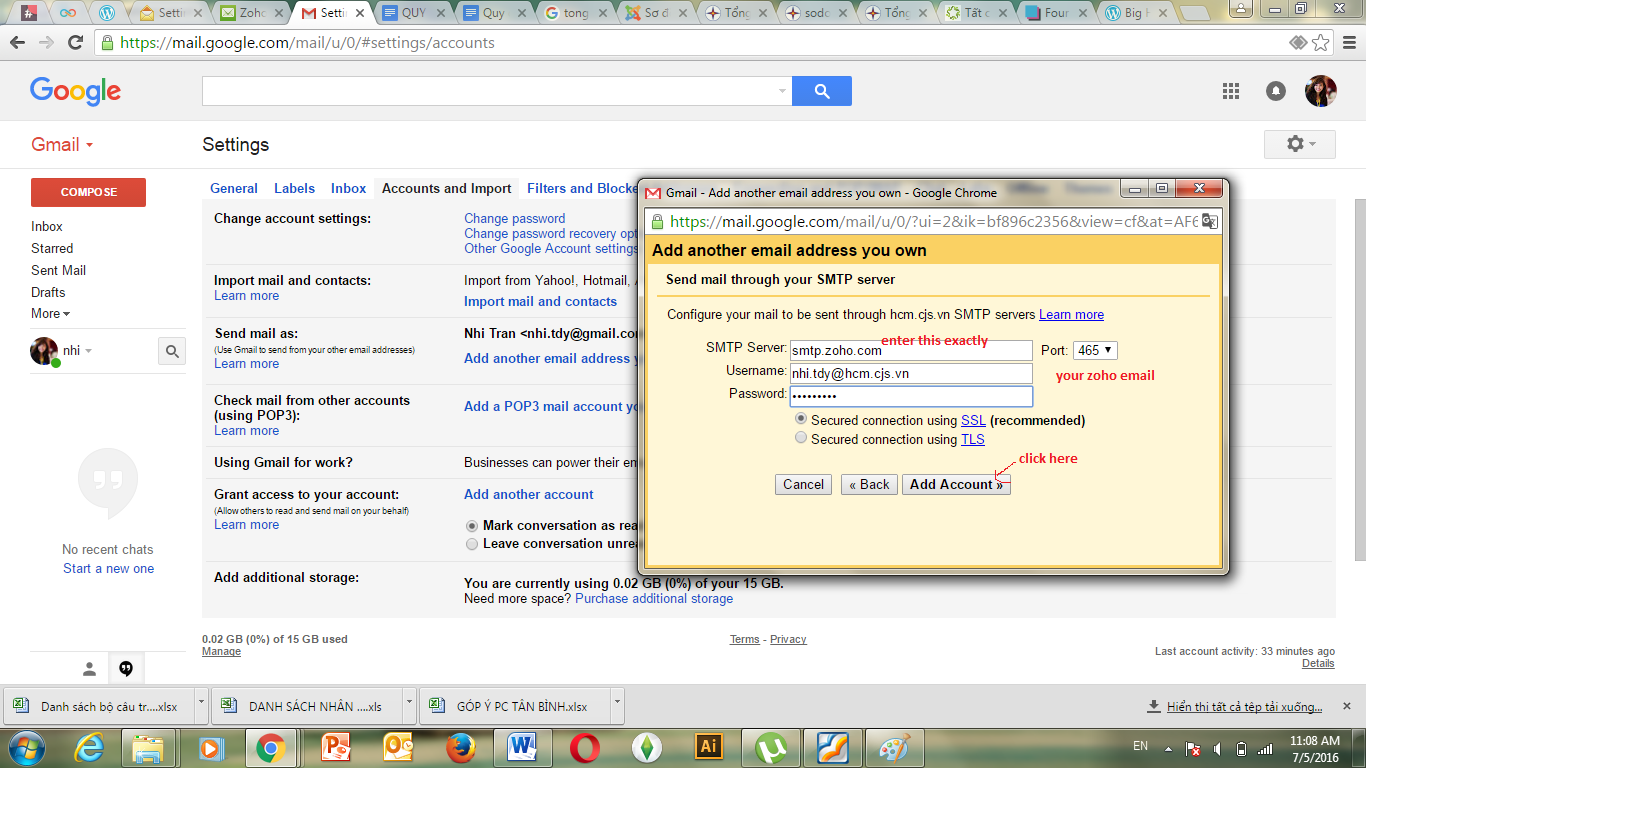 Settin
Zoho
Settin
QUY
Quy
tong
Sơ đ
Tổng
sodo
Tổng
Tất c
Four
Big H
https://mail.google.com/mail/u/0/#settings/accounts
Google
Gmail
Settings
COMPOSE
Inbox
Starred
Sent Mail
Drafts
More
nhi
No recent chats
Start a new one
General Labels Inbox Accounts and Import Filters and Blocke
Change account settings:
Change password
Change password recovery opt
Other Google Account settings
Import mail and contacts:
Learn more
Import from Yahoo!, Hotmail,
Import mail and contacts
Send mail as:
(Use Gmail to send from your other email addresses)
Learn more
Nhi Tran <nhi.tdy@gmail.co
Add another email address y
Check mail from other accounts
(using POP3):
Learn more
Add a POP3 mail account yo
Using Gmail for work?
Businesses can power their em
Grant access to your account:
(Allow others to read and send mail on your behalf)
Learn more
Add another account
Mark conversation as rea
Leave conversation unrea
Add additional storage:
You are currently using 0.02 GB (0%) of your 15 GB.
Need more space? Purchase additional storage
0.02 GB (0%) of 15 GB used
Manage
Terms - Privacy
Last account activity: 33 minutes ago
Details
Gmail - Add another email address you own - Google Chrome
https://mail.google.com/mail/u/0/?ui=2&ik=bf896c2356&view=cf&at=AF6
Add another email address you own
Send mail through your SMTP server
Configure your mail to be sent through hcm.cjs.vn SMTP servers Learn more
enter this exactly
SMTP Server: smtp.zoho.com Port: 465
Username: nhi.tdy@hcm.cjs.vn
your zoho email
Password: •••••••••
Secured connection using SSL (recommended)
Secured connection using TLS
click here
Cancel « Back Add Account »
Danh sách bộ câu tr....xlsx
DANH SÁCH NHÂN ....xls
GÓP Ý PC TÂN BÌNH.xlsx
Hiển thị tất cả tệp tải xuống...
Ai
EN
11:08 AM
7/5/2016